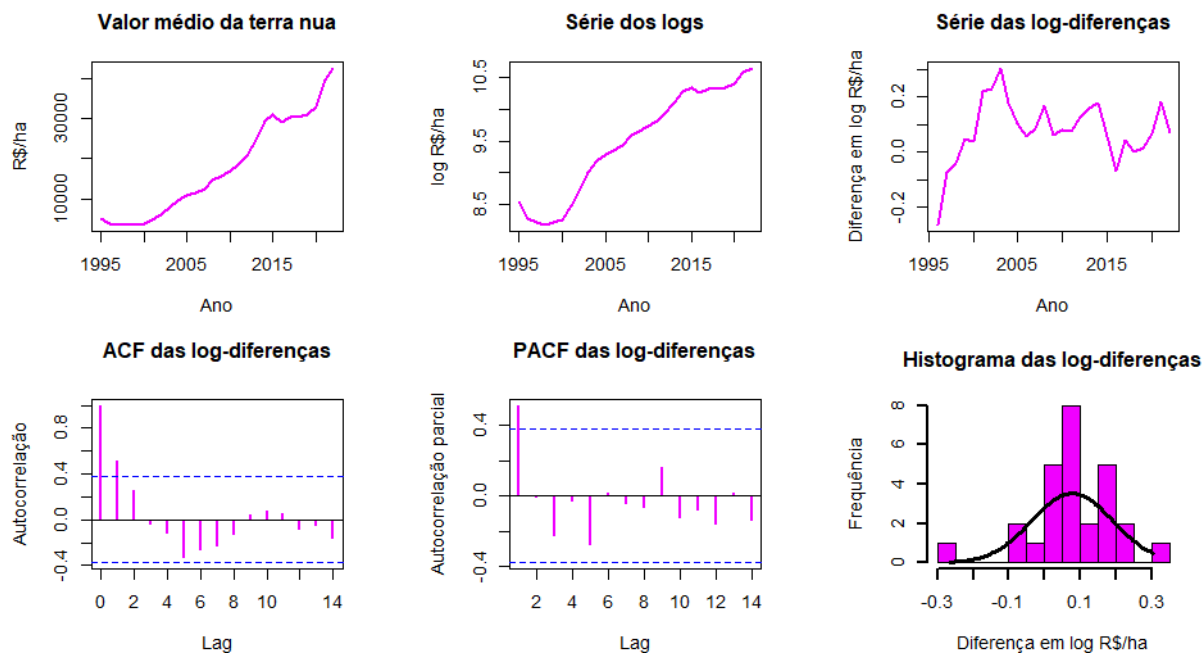 Valor médio da terra nua
R$/ha
10000
30000
1995
2005
2015
Ano
Série dos logs
log R$/ha
8.5
9.5
10.5
1995
2005
2015
Ano
Série das log-diferenças
Diferença em log R$/ha
-0.2
0.0
0.2
1995
2005
2015
Ano
ACF das log-diferenças
Autocorrelação
-0.4
0.0
0.4
0.8
0
2
4
6
8
10
14
Lag
PACF das log-diferenças
Autocorrelação parcial
-0.4
0.0
0.4
2
4
6
8
10
12
14
Lag
Histograma das log-diferenças
Frequência
0
2
4
6
8
-0.3
-0.1
0.1
0.3
Diferença em log R$/ha